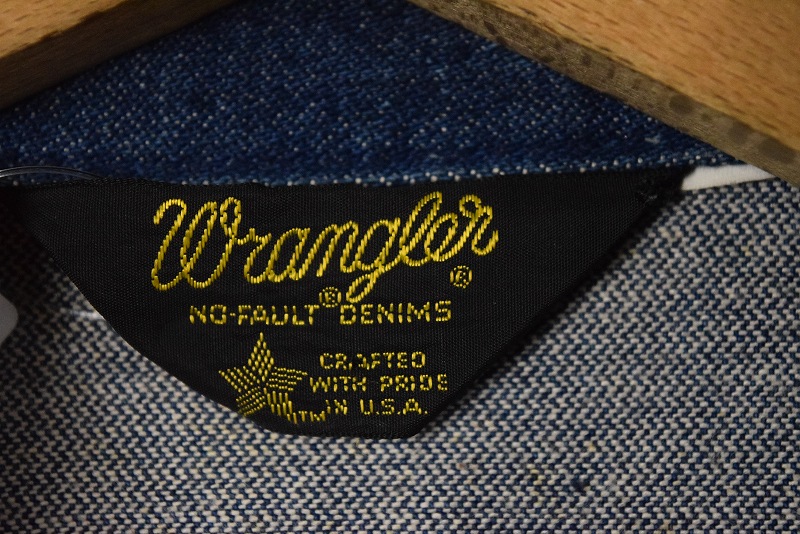 Wrangler®
NO-FAULT® DENIMS
CRAFTED
WITH PRIDE
TM IN U.S.A.